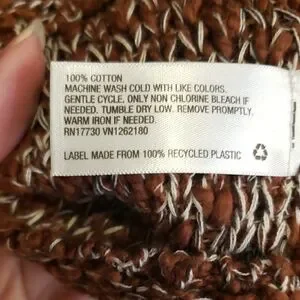 100% COTTON
MACHINE WASH COLD WITH LIKE COLORS.
GENTLE CYCLE. ONLY NON CHLORINE BLEACH IF
NEEDED. TUMBLE DRY LOW. REMOVE PROMPTLY.
WARM IRON IF NEEDED.
RN17730 VN1262180
LABEL MADE FROM 100% RECYCLED PLASTIC